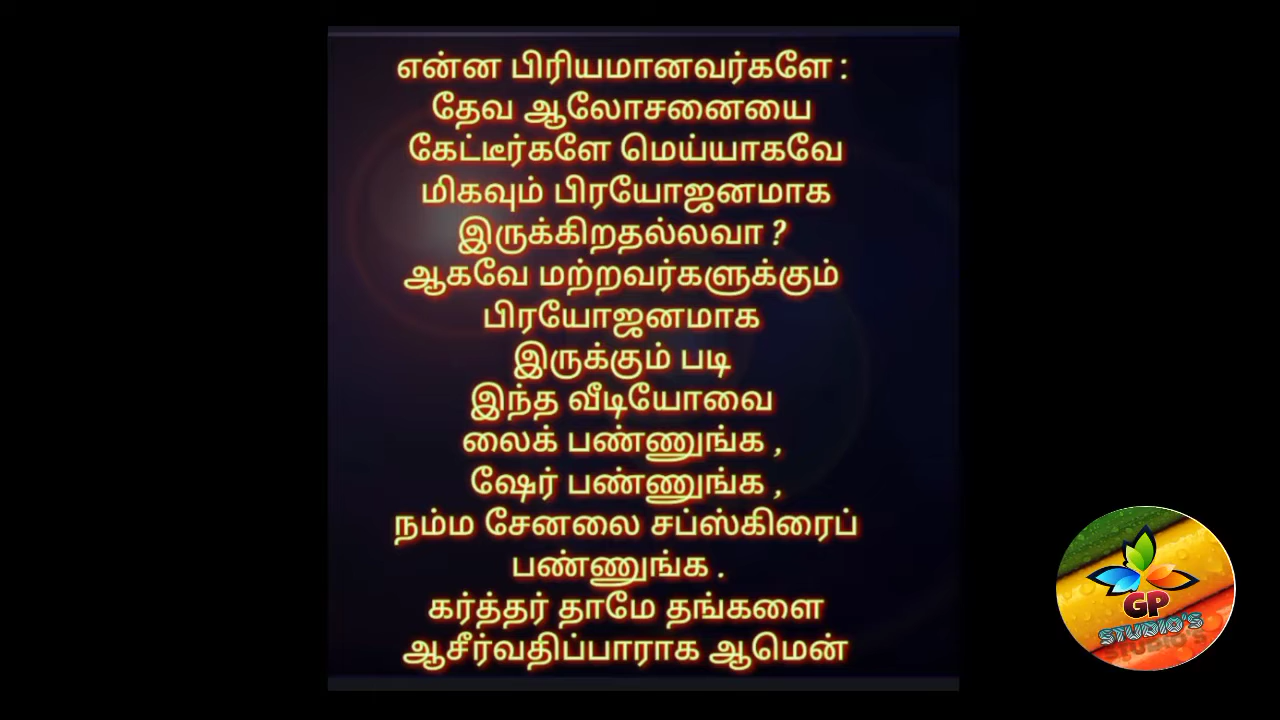 என்ன பிரியமானவர்களே :
தேவ ஆலோசனையை
கேட்டீர்களே மெய்யாகவே
மிகவும் பிரயோஜனமாக
இருக்கிறதல்லவா ?
ஆகவே மற்றவர்களுக்கும்
பிரயோஜனமாக
இருக்கும் படி
இந்த வீடியோவை
லைக் பண்ணுங்க ,
ஷேர் பண்ணுங்க ,
நம்ம சேனலை சப்ஸ்கிரைப்
பண்ணுங்க .
கர்த்தர் தாமே தங்களை
ஆசீர்வதிப்பாராக ஆமென்
GP
STUDIO'S